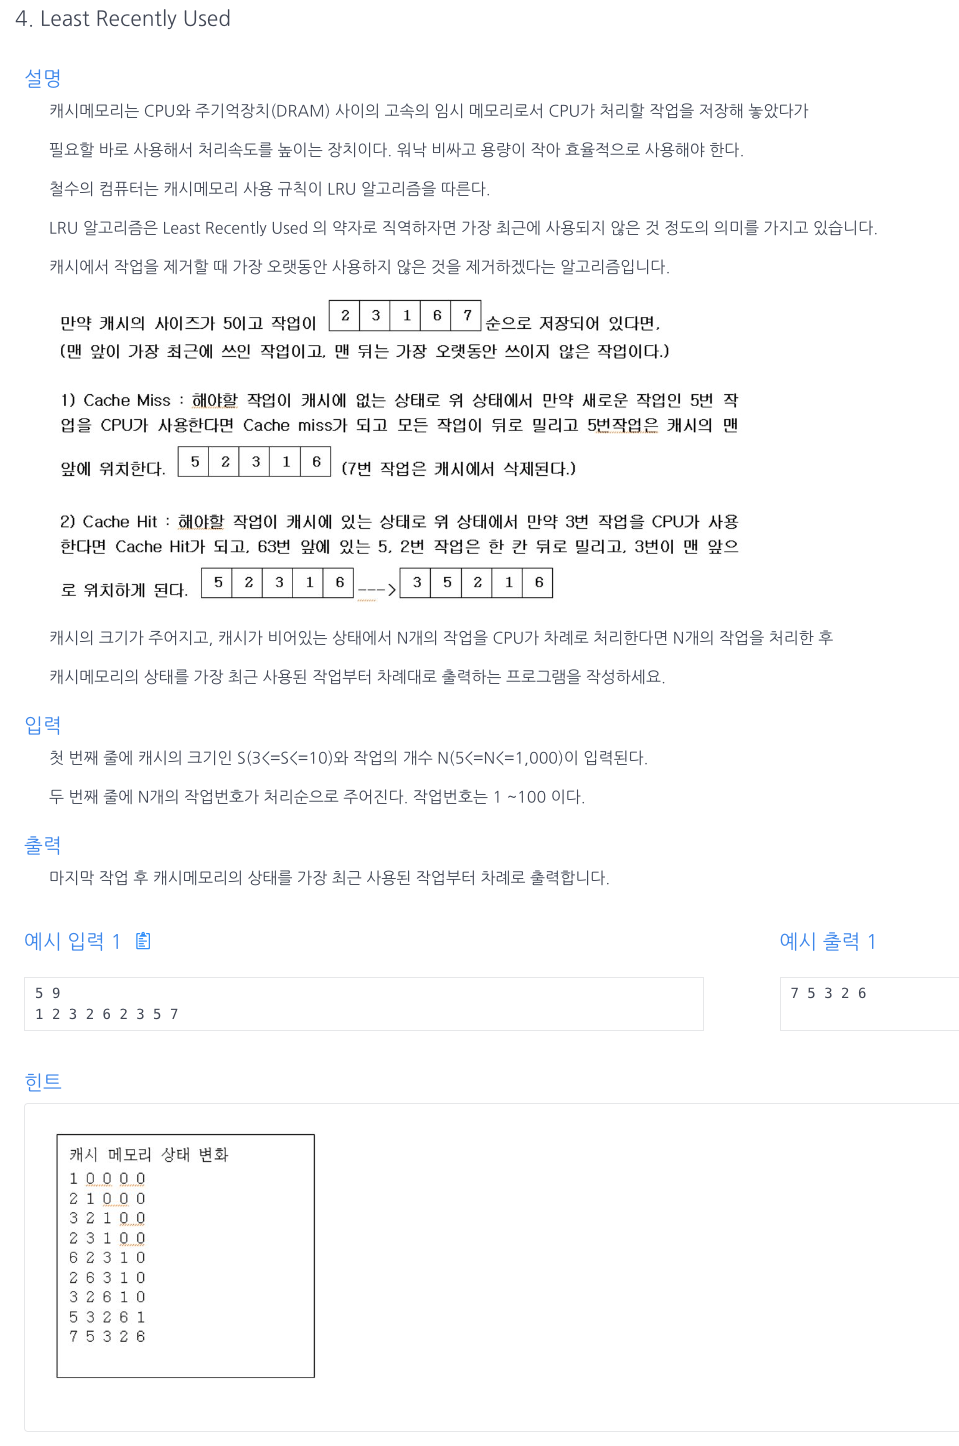 4. Least Recently Used
설명
캐시메모리는 CPU와 주기억장치(DRAM) 사이의 고속의 임시 메모리로서 CPU가 처리할 작업을 저장해 놓았다가
필요할 바로 사용해서 처리속도를 높이는 장치이다. 워낙 비싸고 용량이 작아 효율적으로 사용해야 한다.
철수의 컴퓨터는 캐시메모리 사용 규칙이 LRU 알고리즘을 따른다.
LRU 알고리즘은 Least Recently Used 의 약자로 직역하자면 가장 최근에 사용되지 않은 것 정도의 의미를 가지고 있습니다.
캐시에서 작업을 제거할 때 가장 오랫동안 사용하지 않은 것을 제거하겠다는 알고리즘입니다.
만약 캐시의 사이즈가 5이고 작업이 2 3 1 6 7 순으로 저장되어 있다면,
(맨 앞이 가장 최근에 쓰인 작업이고, 맨 뒤는 가장 오랫동안 쓰이지 않은 작업이다.)
1) Cache Miss : 해야할 작업이 캐시에 없는 상태로 위 상태에서 만약 새로운 작업인 5번 작
업을 CPU가 사용한다면 Cache miss가 되고 모든 작업이 뒤로 밀리고 5번작업은 캐시의 맨
앞에 위치한다. 5 2 3 1 6 (7번 작업은 캐시에서 삭제된다.)
2) Cache Hit : 해야할 작업이 캐시에 있는 상태로 위 상태에서 만약 3번 작업을 CPU가 사용
한다면 Cache Hit가 되고, 63번 앞에 있는 5, 2번 작업은 한 칸 뒤로 밀리고, 3번이 맨 앞으
로 위치하게 된다. 5 2 3 1 6 ---> 3 5 2 1 6
캐시의 크기가 주어지고, 캐시가 비어있는 상태에서 N개의 작업을 CPU가 차례로 처리한다면 N개의 작업을 처리한 후
캐시메모리의 상태를 가장 최근 사용된 작업부터 차례대로 출력하는 프로그램을 작성하세요.
입력
첫 번째 줄에 캐시의 크기인 S(3<=S<=10)와 작업의 개수 N(5<=N<=1,000)이 입력된다.
두 번째 줄에 N개의 작업번호가 처리순으로 주어진다. 작업번호는 1 ~100 이다.
출력
마지막 작업 후 캐시메모리의 상태를 가장 최근 사용된 작업부터 차례로 출력합니다.
예시 입력 1
5 9
1 2 3 2 6 2 3 5 7
예시 출력 1
7 5 3 2 6
힌트
캐시 메모리 상태 변화
1 0 0 0 0
2 1 0 0 0
3 2 1 0 0
2 3 1 0 0
6 2 3 1 0
2 6 3 1 0
3 2 6 1 0
5 3 2 6 1
7 5 3 2 6